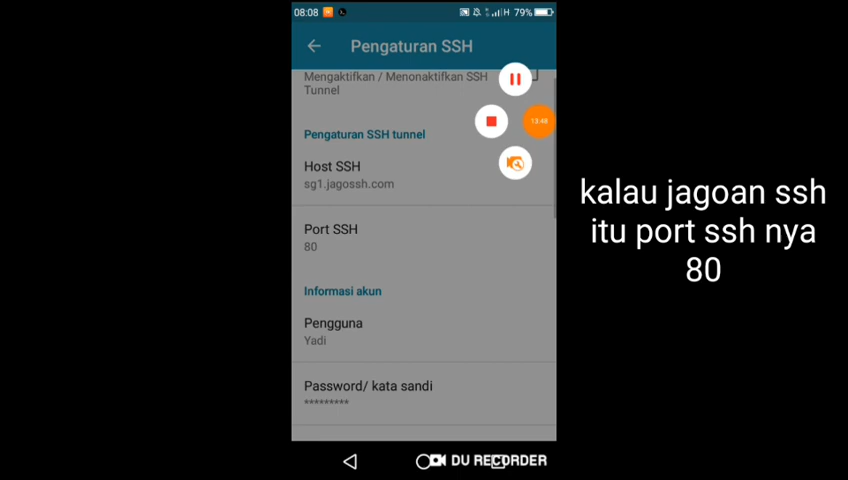 08:08
H 79%
Pengaturan SSH
Mengaktifkan / Menonaktifkan SSH
Tunnel
13:48
Pengaturan SSH tunnel
Host SSH
sg1.jagossh.com
Port SSH
80
Informasi akun
Pengguna
Yadi
Password/ kata sandi
*********
DU RECORDER
kalau jagoan ssh
itu port ssh nya
80